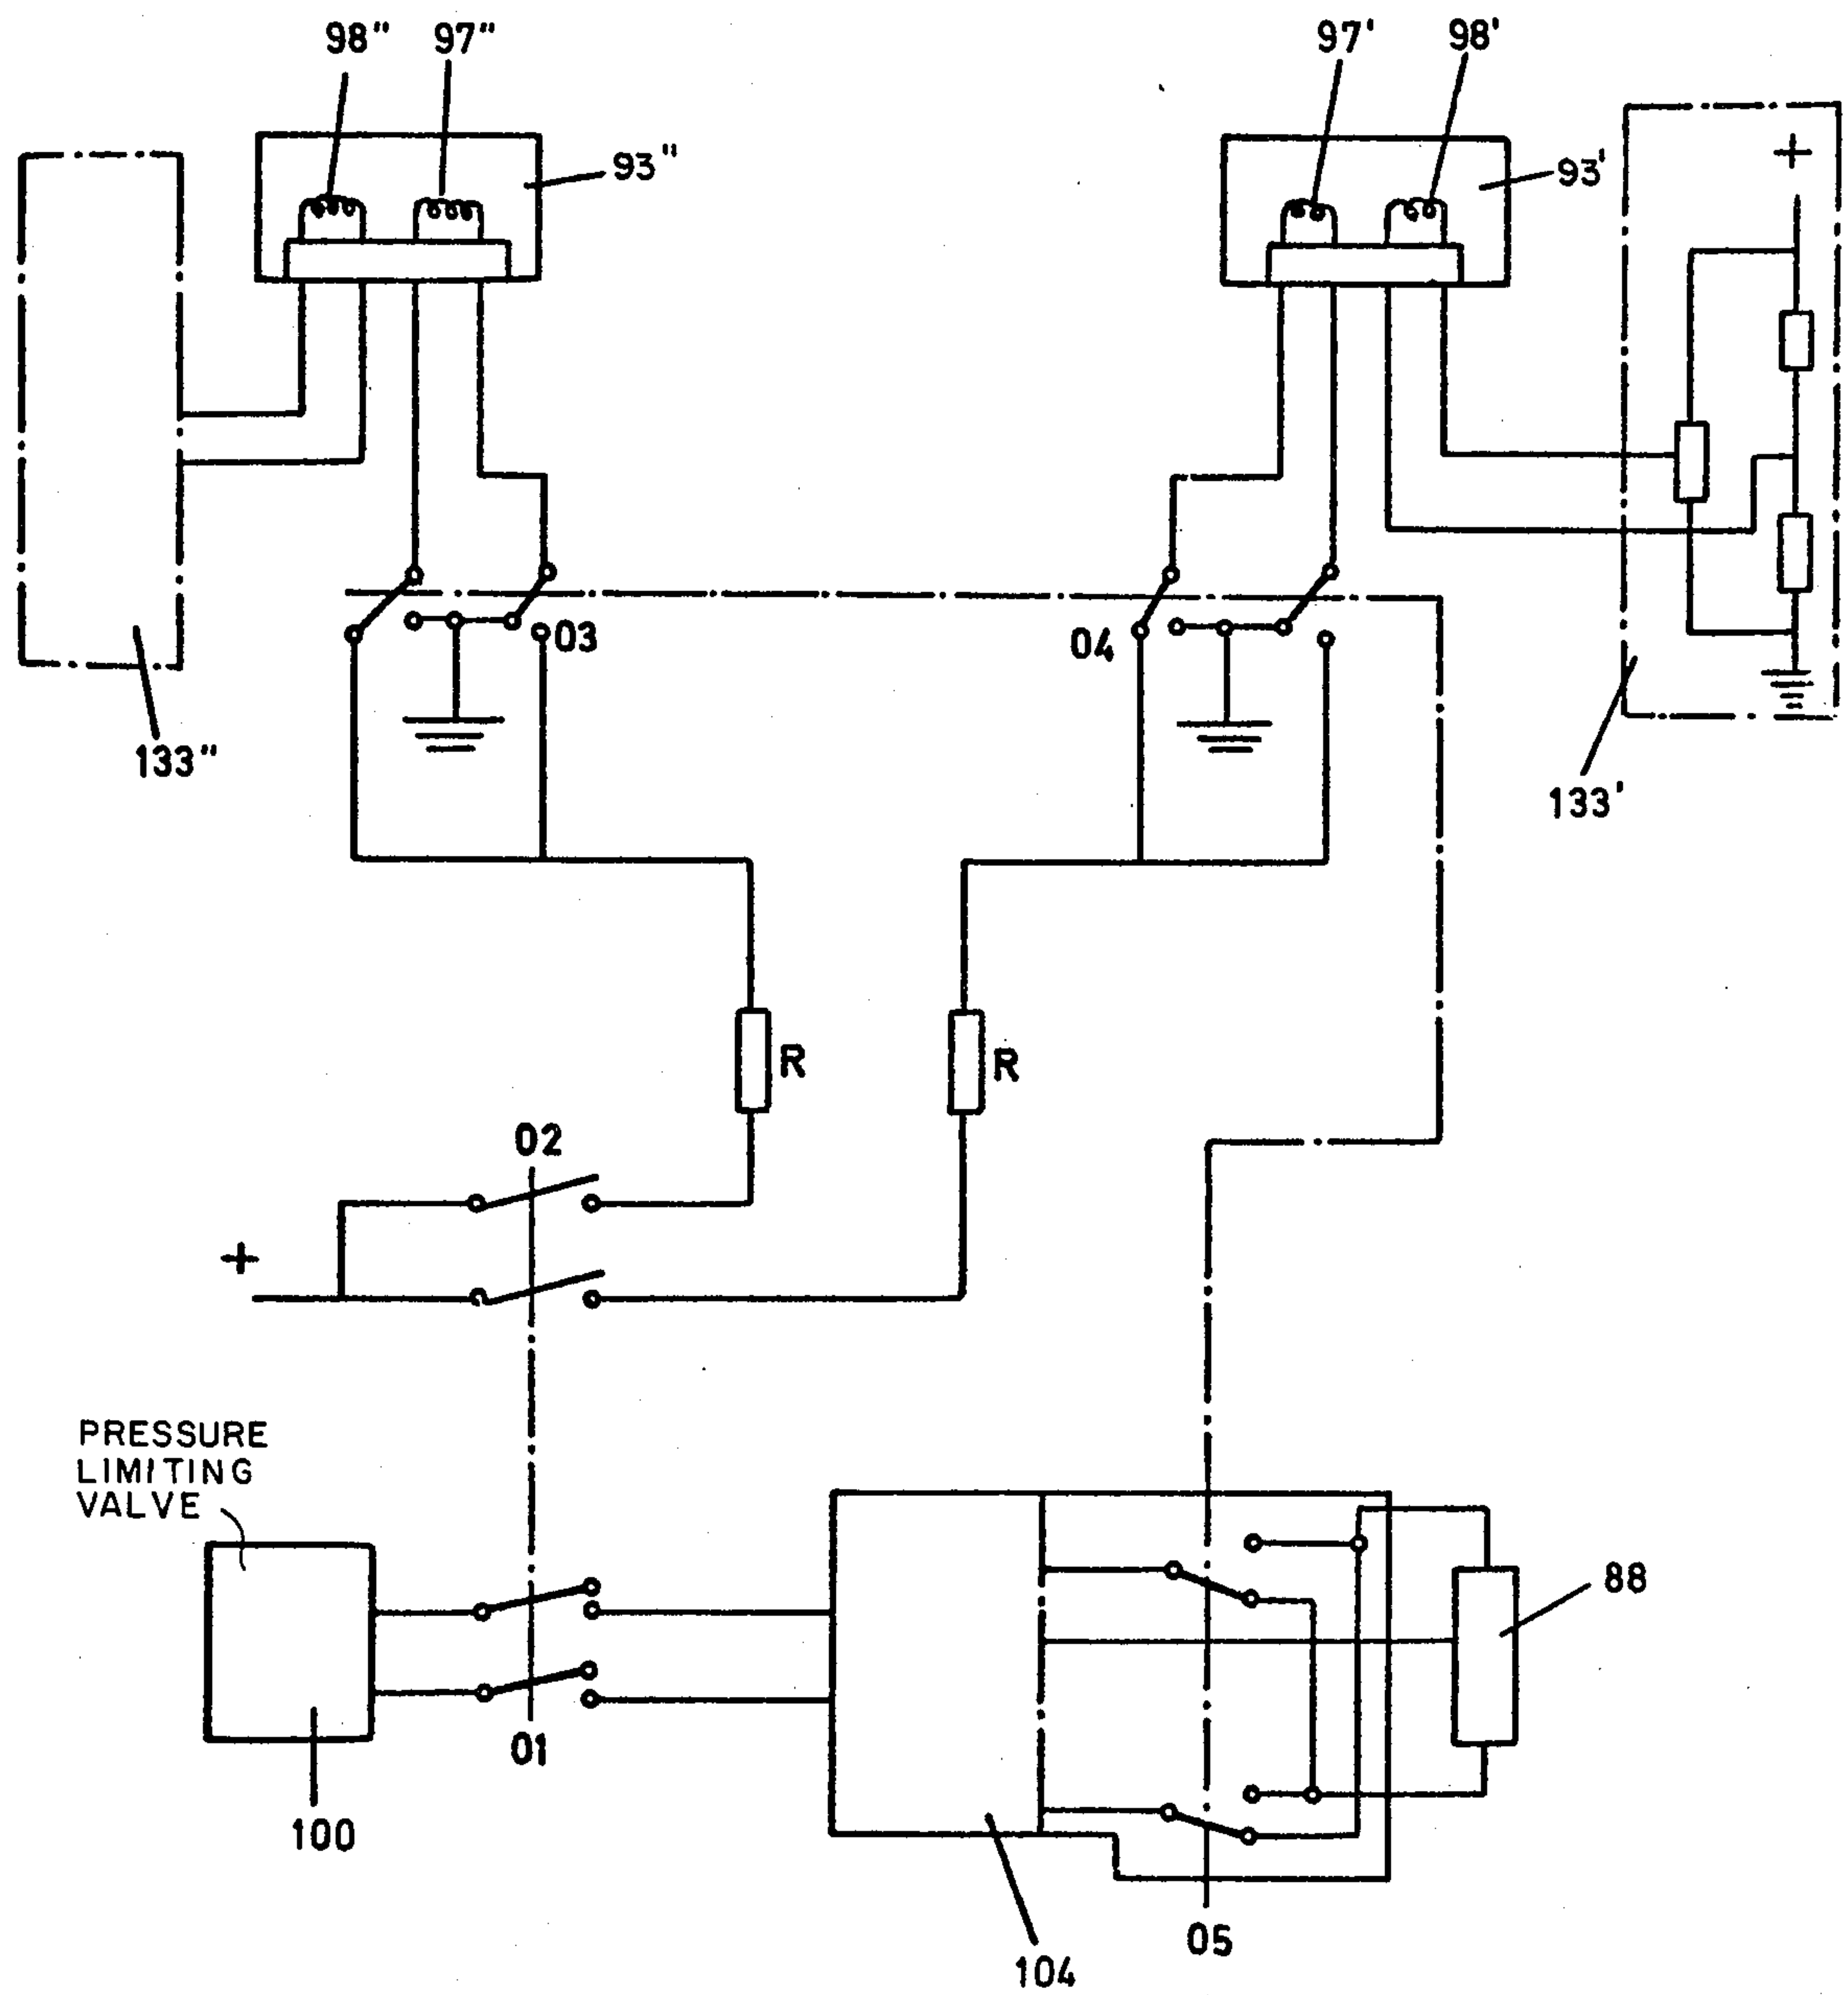 98" 97" 97' 98'
93" 93'
+
03 04
133" 133'
R R
02
+
PRESSURE
LIMITING
VALVE
88
01
100
05
104